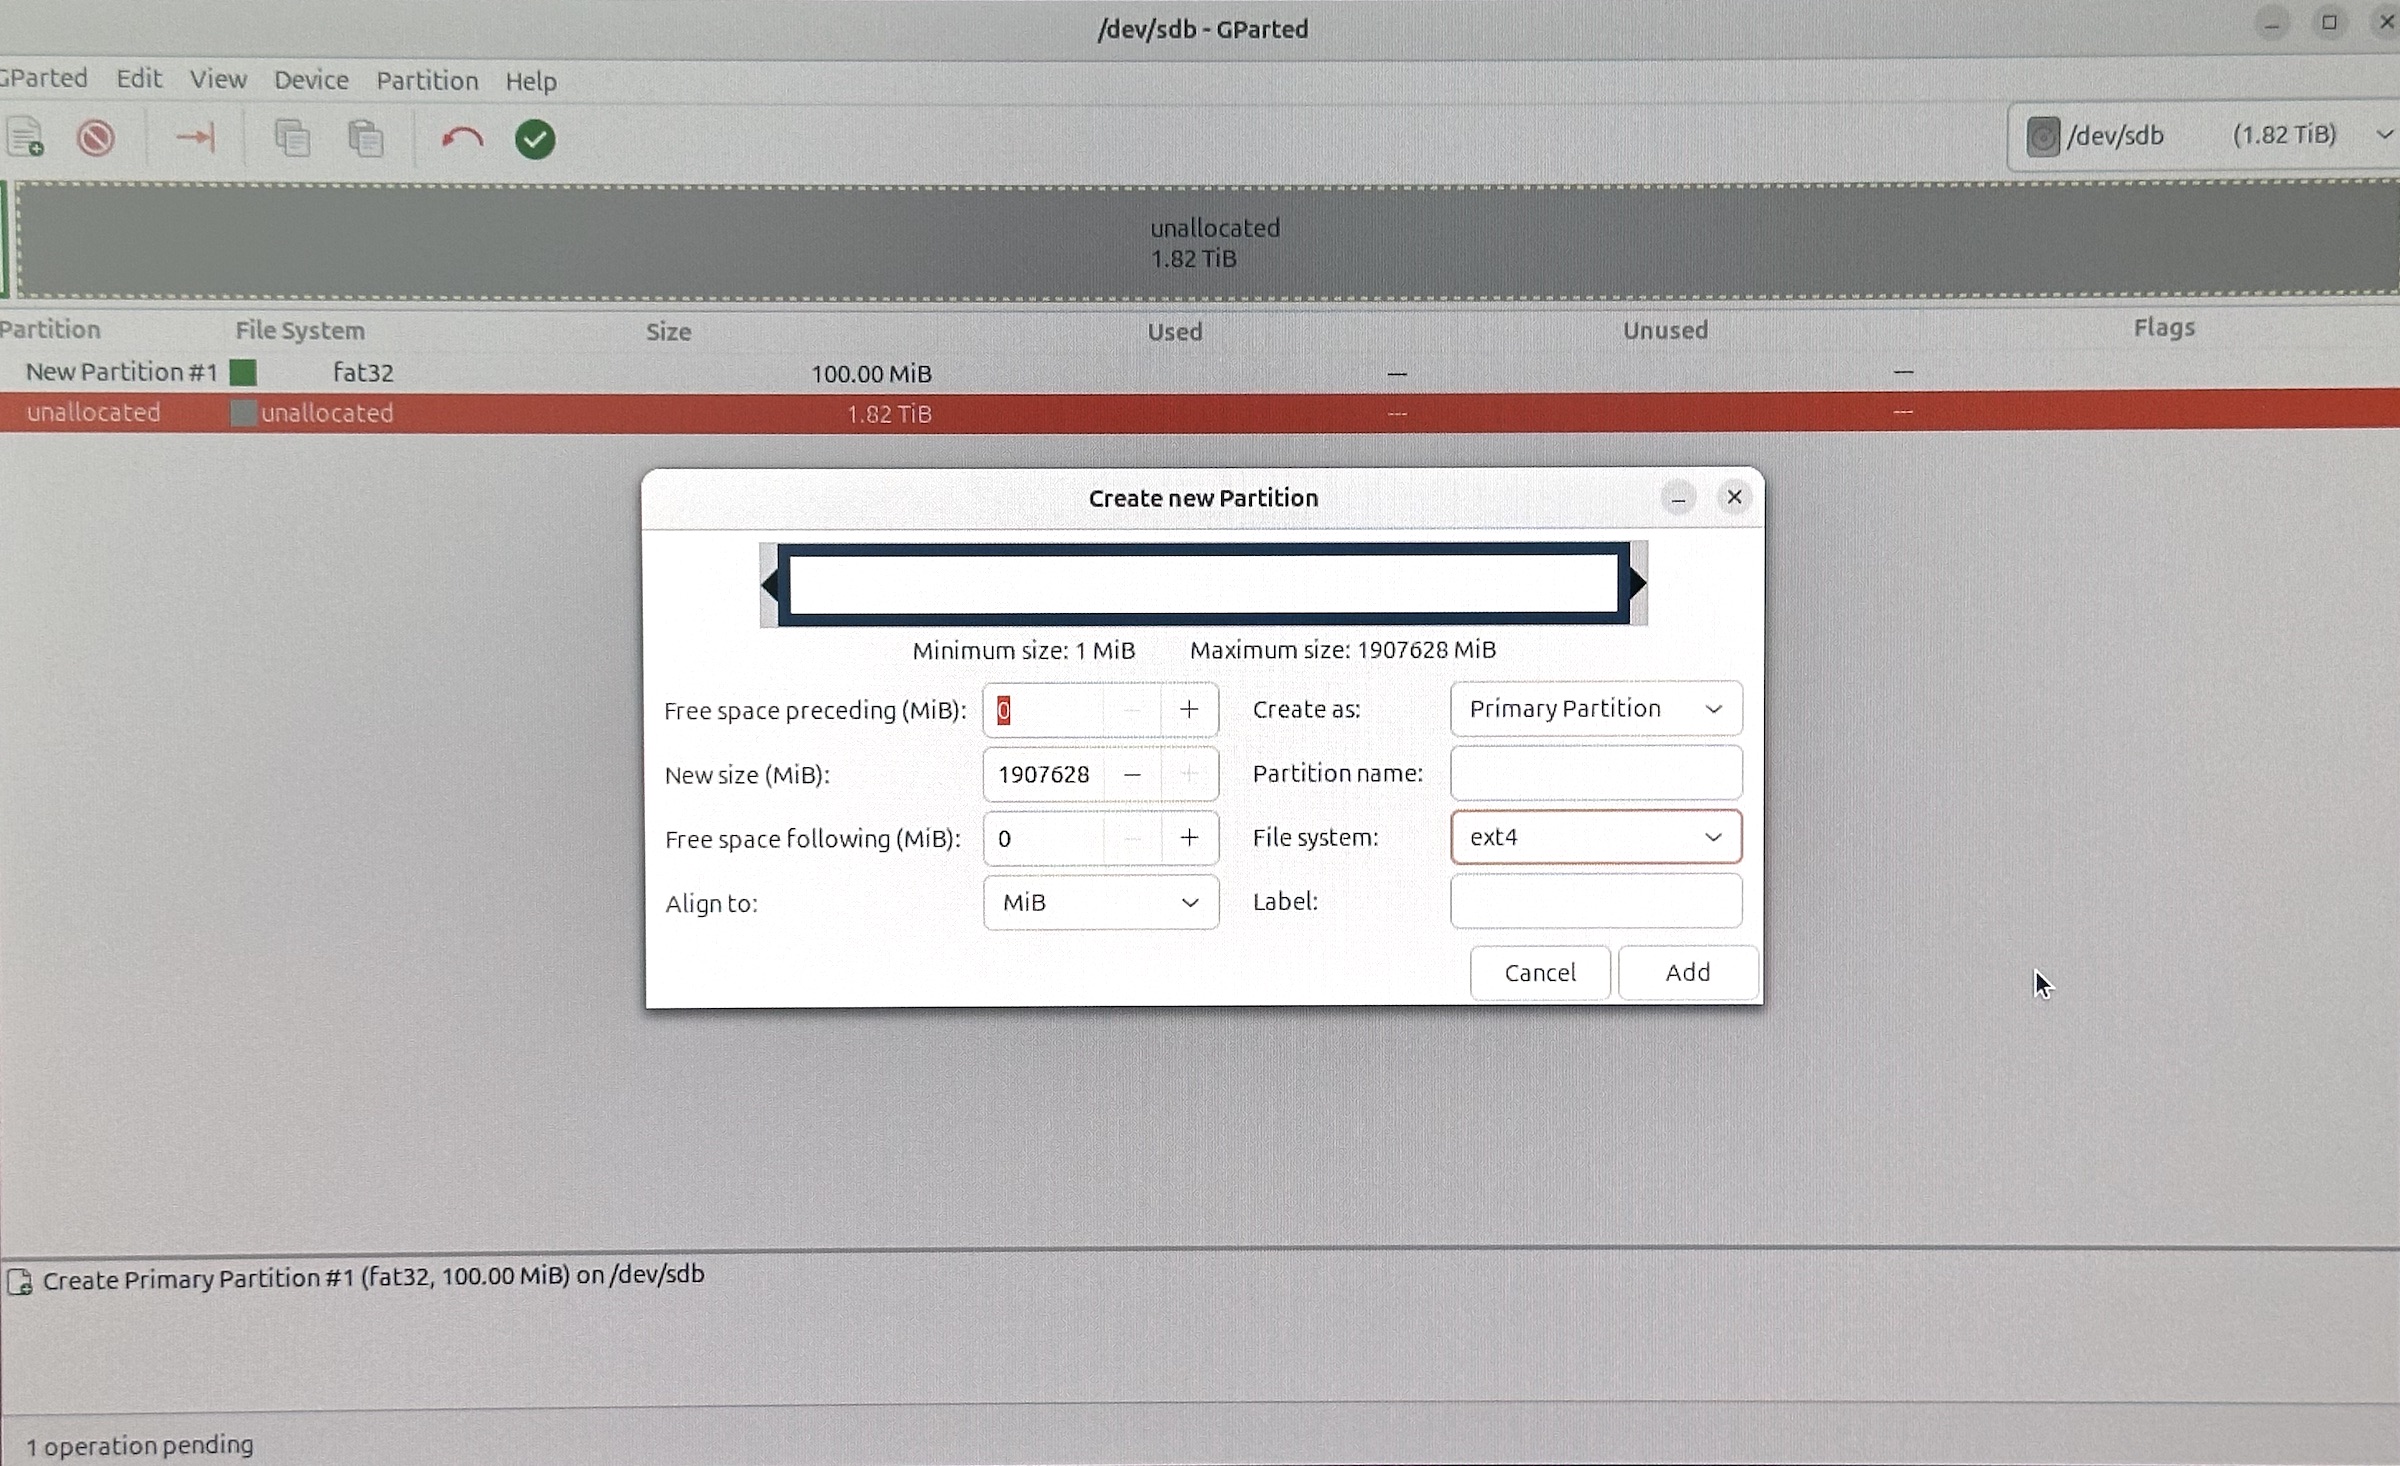 /dev/sdb - GParted
GParted Edit View Device Partition Help
/dev/sdb (1.82 TiB)
unallocated
1.82 TiB
Partition File System Size Used Unused Flags
New Partition #1 fat32 100.00 MiB — —
unallocated unallocated 1.82 TiB --- ---
Create new Partition
Minimum size: 1 MiB Maximum size: 1907628 MiB
Free space preceding (MiB): 0 — + Create as: Primary Partition
New size (MiB): 1907628 — + Partition name:
Free space following (MiB): 0 — + File system: ext4
Align to: MiB Label:
Cancel Add
Create Primary Partition #1 (fat32, 100.00 MiB) on /dev/sdb
1 operation pending